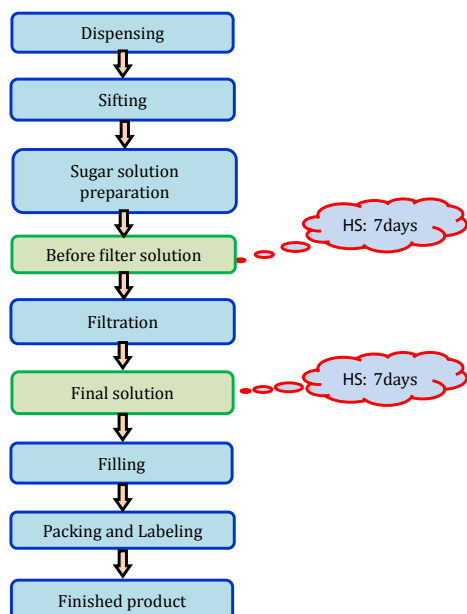 Dispensing
Sifting
Sugar solution
preparation
HS: 7days
Before filter solution
Filtration
HS: 7days
Final solution
Filling
Packing and Labeling
Finished product